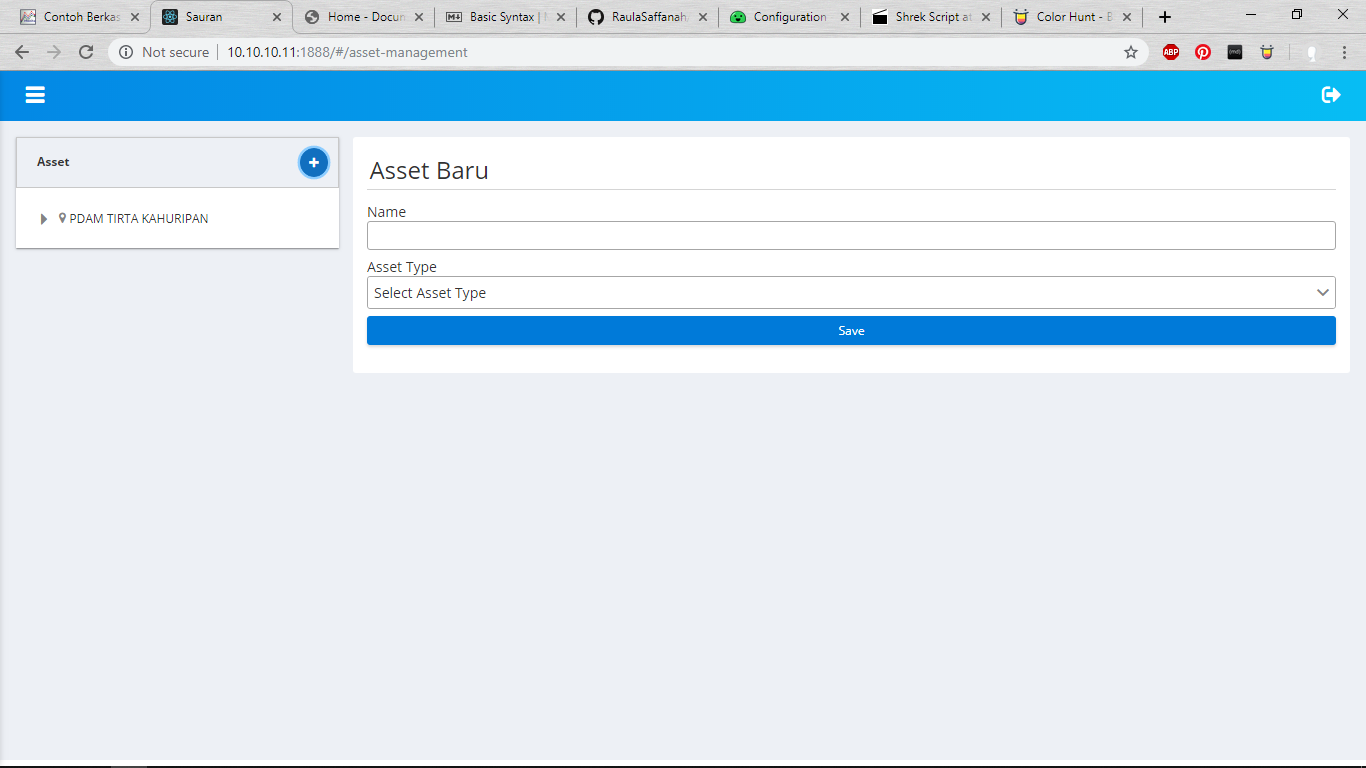 Contoh Berkas
Sauran
Home - Docun
Basic Syntax |
RaulaSaffanah
Configuration
Shrek Script at
Color Hunt - B
Not secure
10.10.10.11:1888/#/asset-management
ABP
Asset
PDAM TIRTA KAHURIPAN
Asset Baru
Name
Asset Type
Select Asset Type
Save